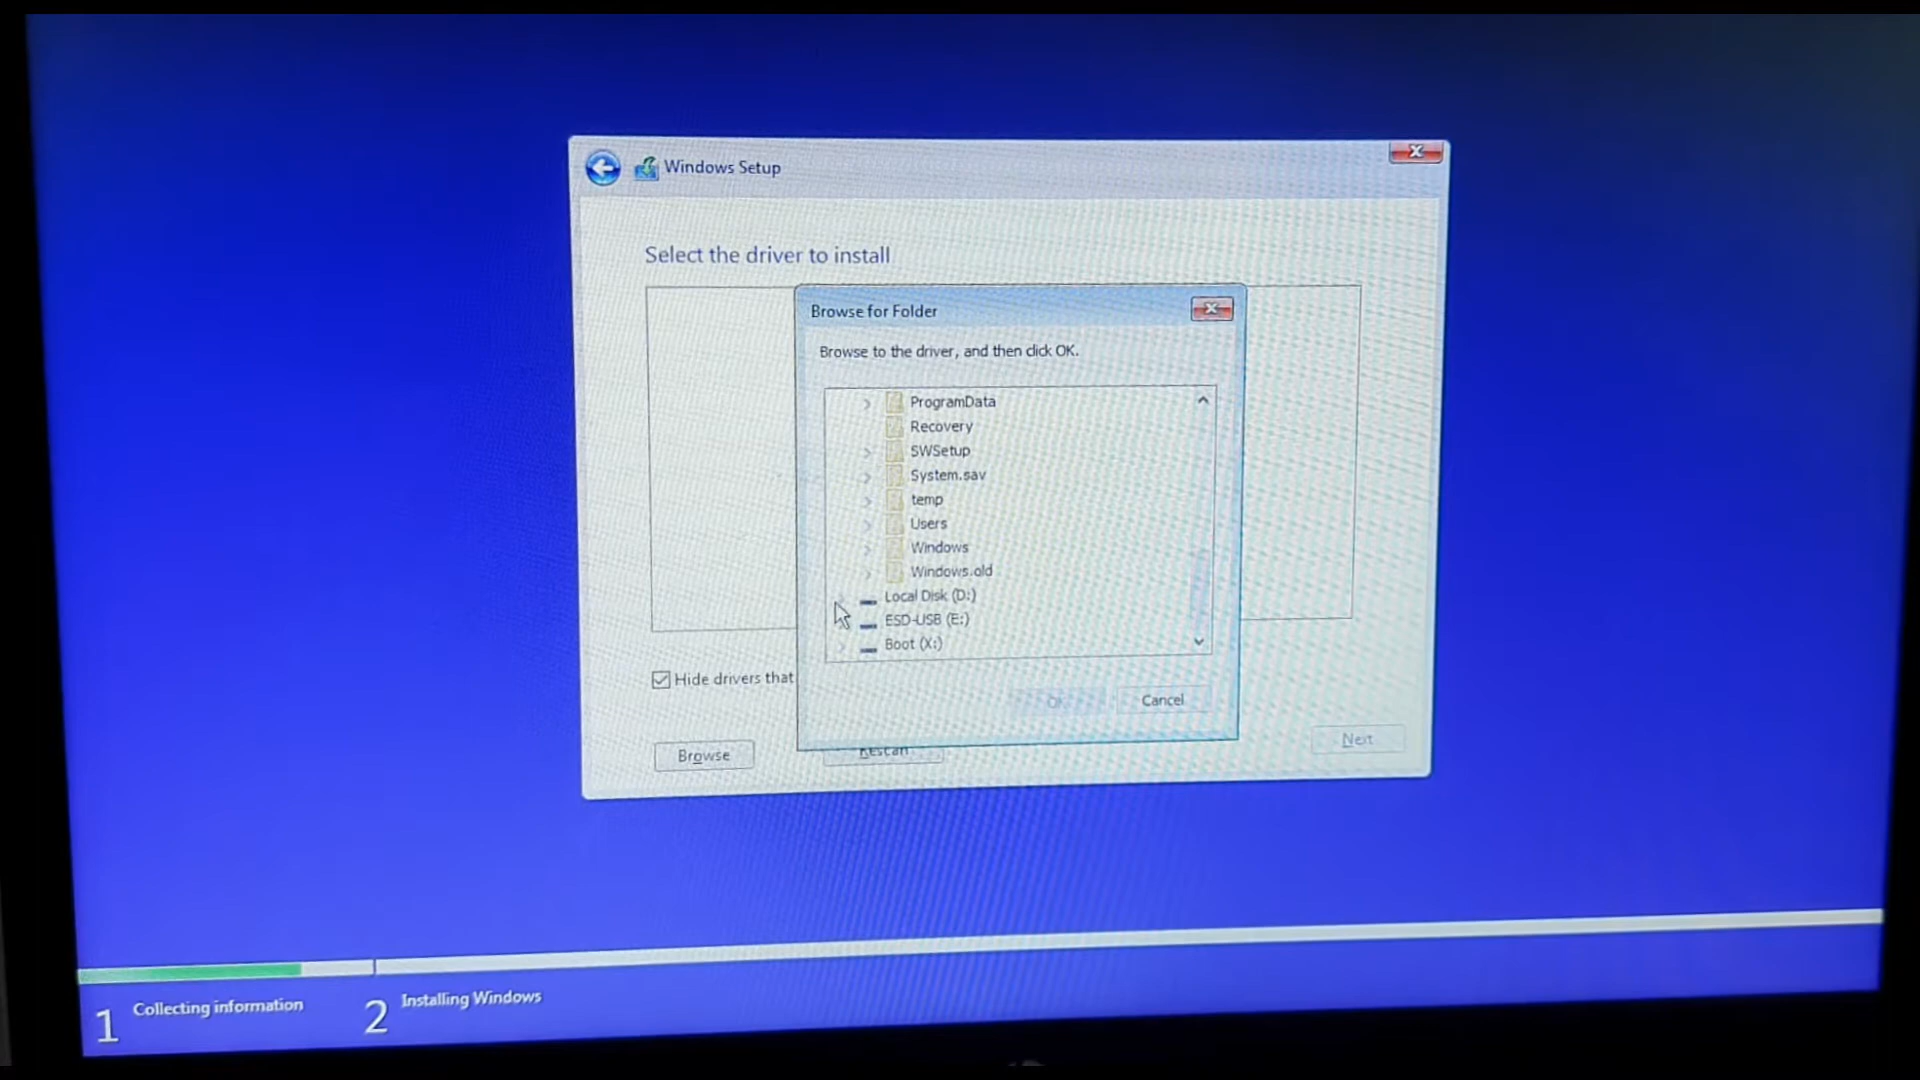 Windows Setup
Select the driver to install
Browse for Folder
Browse to the driver, and then click OK.
ProgramData
Recovery
SWSetup
System.sav
temp
Users
Windows
Windows.old
Local Disk (D:)
ESD-USB (E:)
Boot (X:)
Hide drivers that
OK
Cancel
Browse
Rescan
Next
1 Collecting information
2 Installing Windows